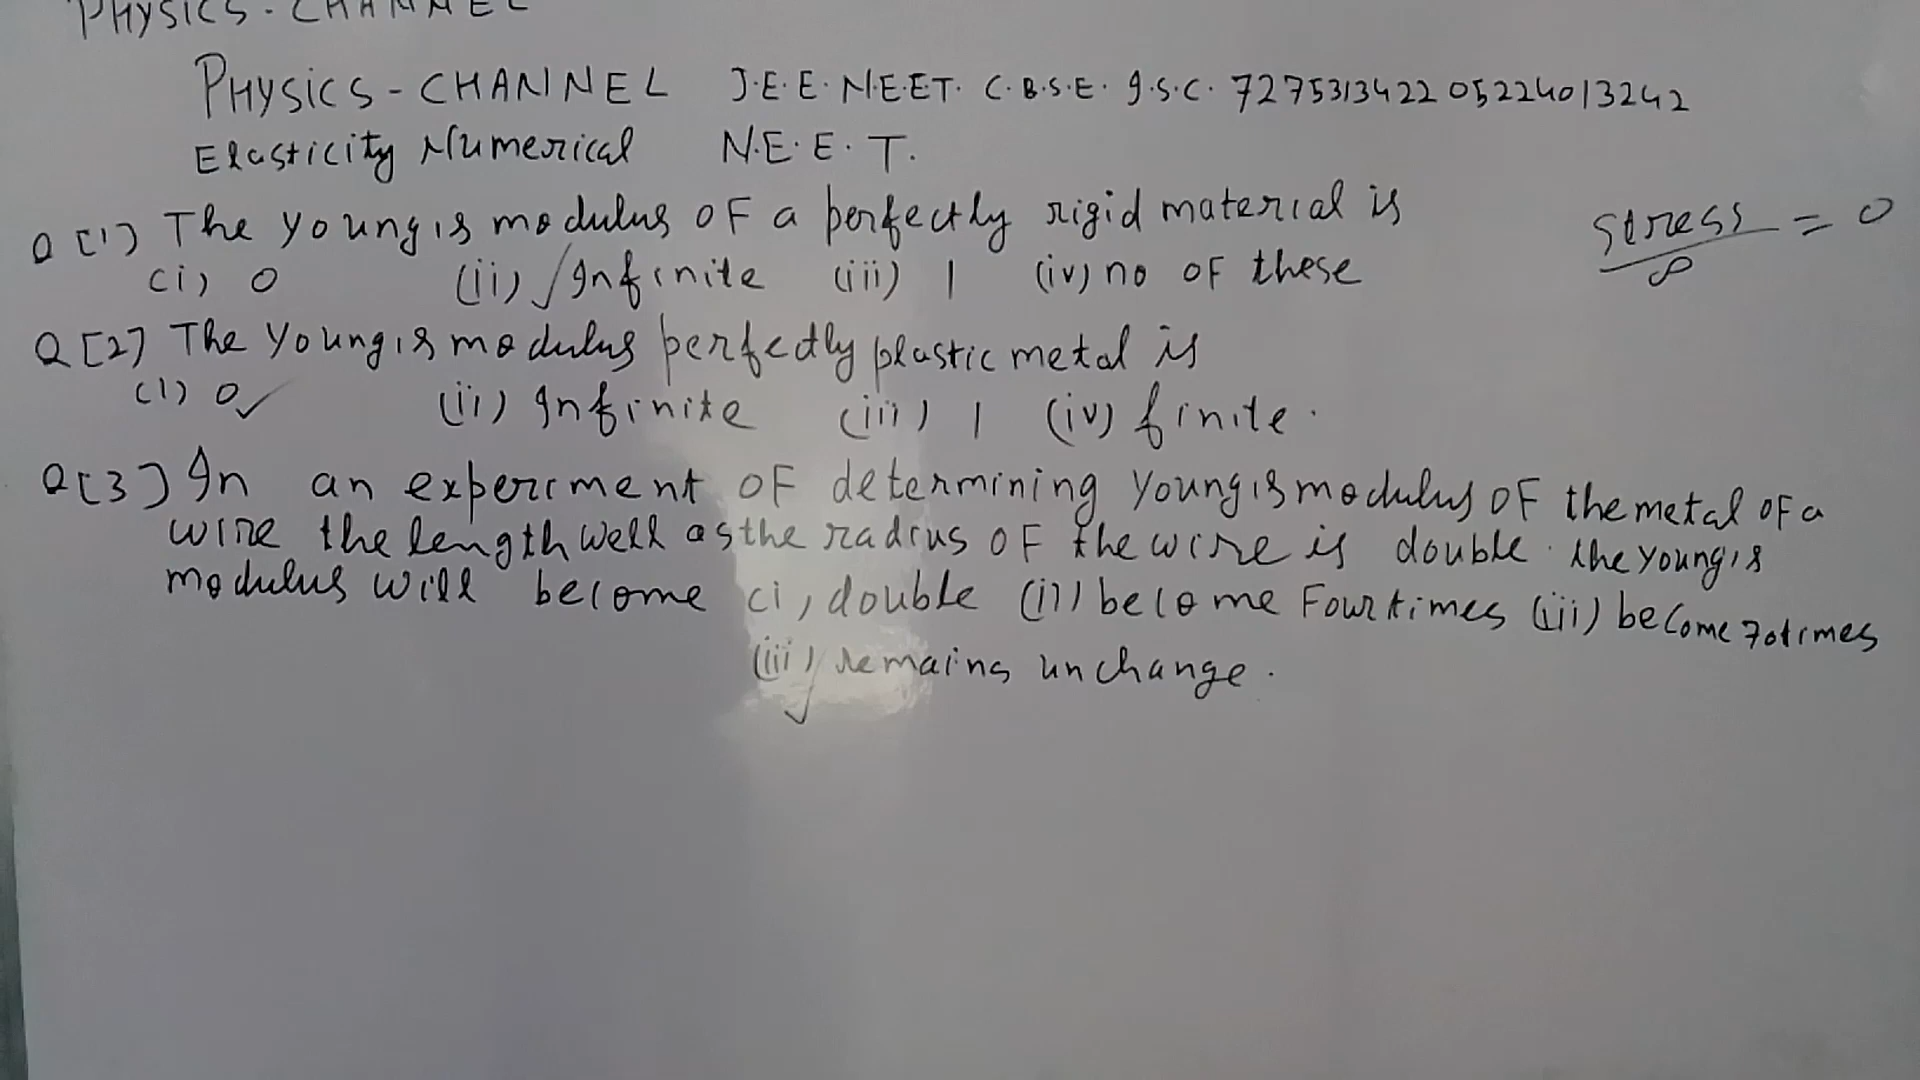 PHYSICS-CHANNEL
PHYSICS-CHANNEL J.E.E. N.E.E.T. C.B.S.E. I.S.C. 7275313422 05224013242
Elasticity Numerical N.E.E.T.
Q[1] The Young's modulus OF a perfectly rigid material is
(i) 0 (ii) ✓ Infinite (iii) 1 (iv) no OF these
stress/∞ = 0
Q[2] The Young's modulus perfectly plastic metal is
(1) 0 ✓ (ii) Infinite (iii) 1 (iv) finite.
Q[3] In an experiment OF determining Young's modulus OF the metal OF a
wire the length well as the radius OF the wire is double. the Young's
modulus will become (i) double (ii) become Four times (iii) become 70 times
(iii) remains unchange. ✓